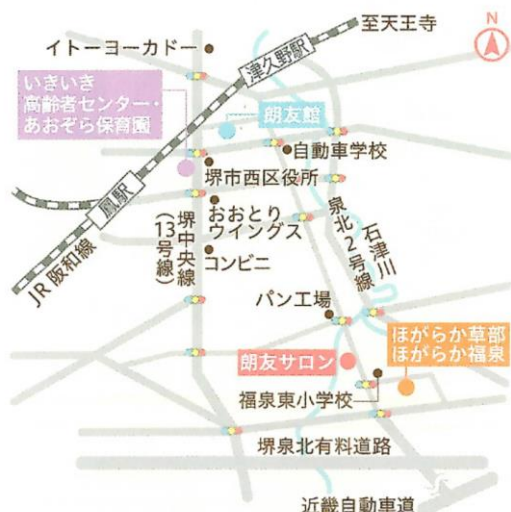 至天王寺
N
イトーヨーカドー
津久野駅
いきいき
高齢者センター・
あおぞら保育園
朗友館
自動車学校
堺市西区役所
鳳駅
おおとり
ウイングス
堺中央線
(13号線)
コンビニ
石津川
泉北2号線
JR阪和線
パン工場
ほがらか草部
ほがらか福泉
朗友サロン
福泉東小学校
堺泉北有料道路
近畿自動車道